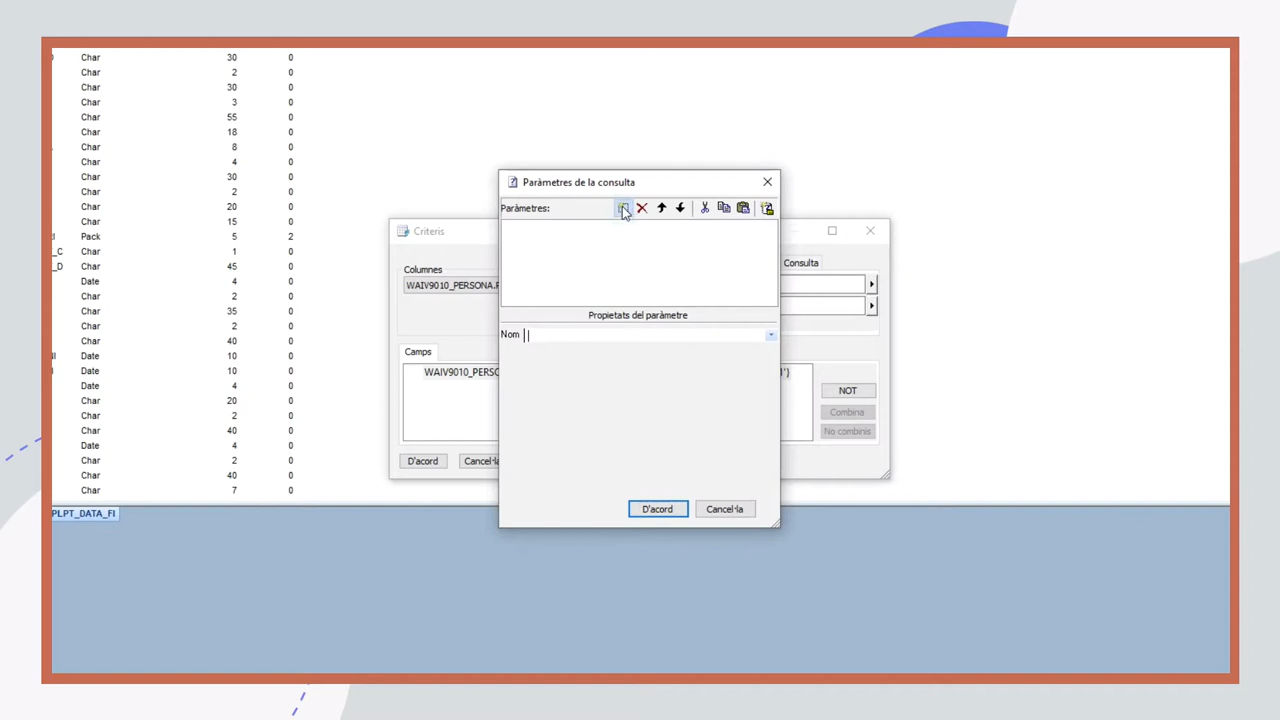 Char 30 0
Char 2 0
Char 30 0
Char 3 0
Char 55 0
Char 18 0
Char 8 0
Char 4 0
Char 30 0
Char 2 0
Char 20 0
Char 15 0
Pack 5 2
_C Char 1 0
_D Char 45 0
Date 4 0
Char 2 0
Char 35 0
Char 2 0
Char 40 0
Date 10 0
Date 10 0
Date 4 0
Char 20 0
Char 2 0
Char 40 0
Date 4 0
Char 2 0
Char 40 0
Char 7 0
PLPT_DATA_FI
Criteris
Columnes
WAIV9010_PERSONA.
Consulta
Camps
WAIV9010_PERSO
NOT
Combina
No combinis
D'acord
Cancel·la
Paràmetres de la consulta
Paràmetres:
Propietats del paràmetre
Nom
D'acord
Cancel·la